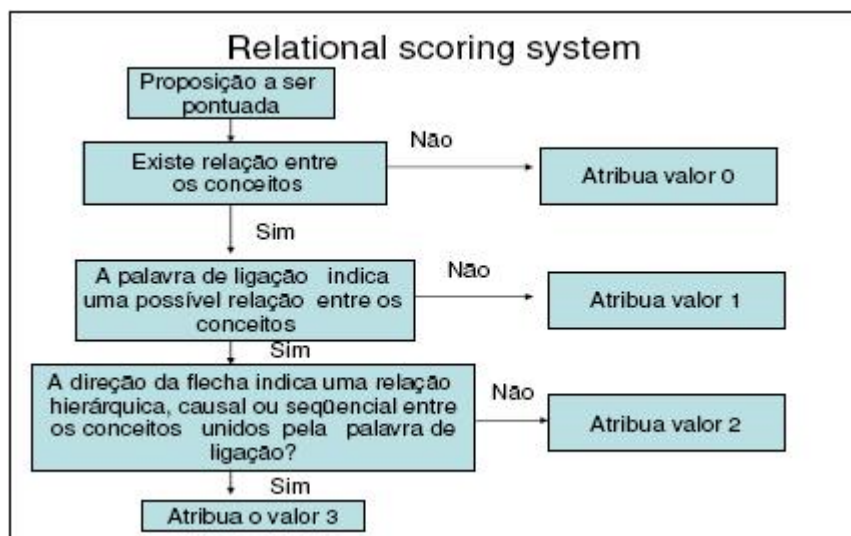 Relational scoring system
Proposição a ser
pontuada
Existe relação entre
os conceitos
Não
Atribua valor 0
Sim
A palavra de ligação indica
uma possível relação entre os
conceitos
Não
Atribua valor 1
Sim
A direção da flecha indica uma relação
hierárquica, causal ou seqüencial entre
os conceitos unidos pela palavra de
ligação?
Não
Atribua valor 2
Sim
Atribua o valor 3